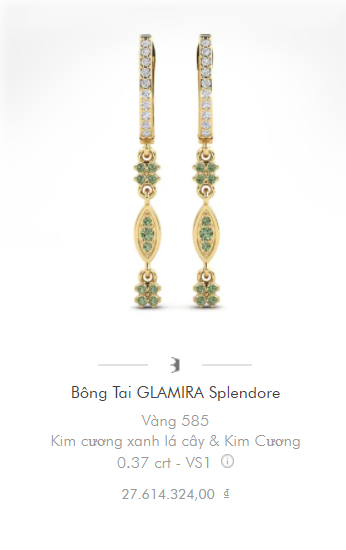 Bông Tai GLAMIRA Splendore
Vàng 585
Kim cương xanh lá cây & Kim Cương
0.37 crt - VS1
27.614.324,00 ₫